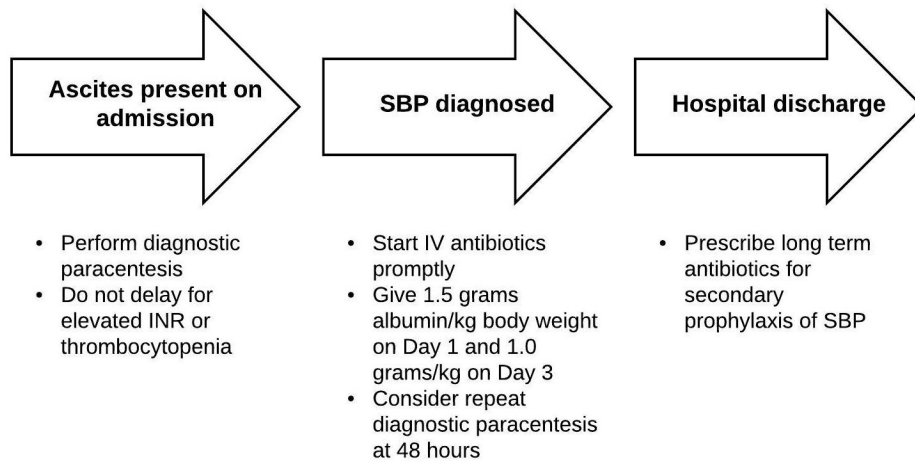 Ascites present on
admission
• Perform diagnostic
paracentesis
• Do not delay for
elevated INR or
thrombocytopenia
SBP diagnosed
• Start IV antibiotics
promptly
• Give 1.5 grams
albumin/kg body weight
on Day 1 and 1.0
grams/kg on Day 3
• Consider repeat
diagnostic paracentesis
at 48 hours
Hospital discharge
• Prescribe long term
antibiotics for
secondary
prophylaxis of SBP